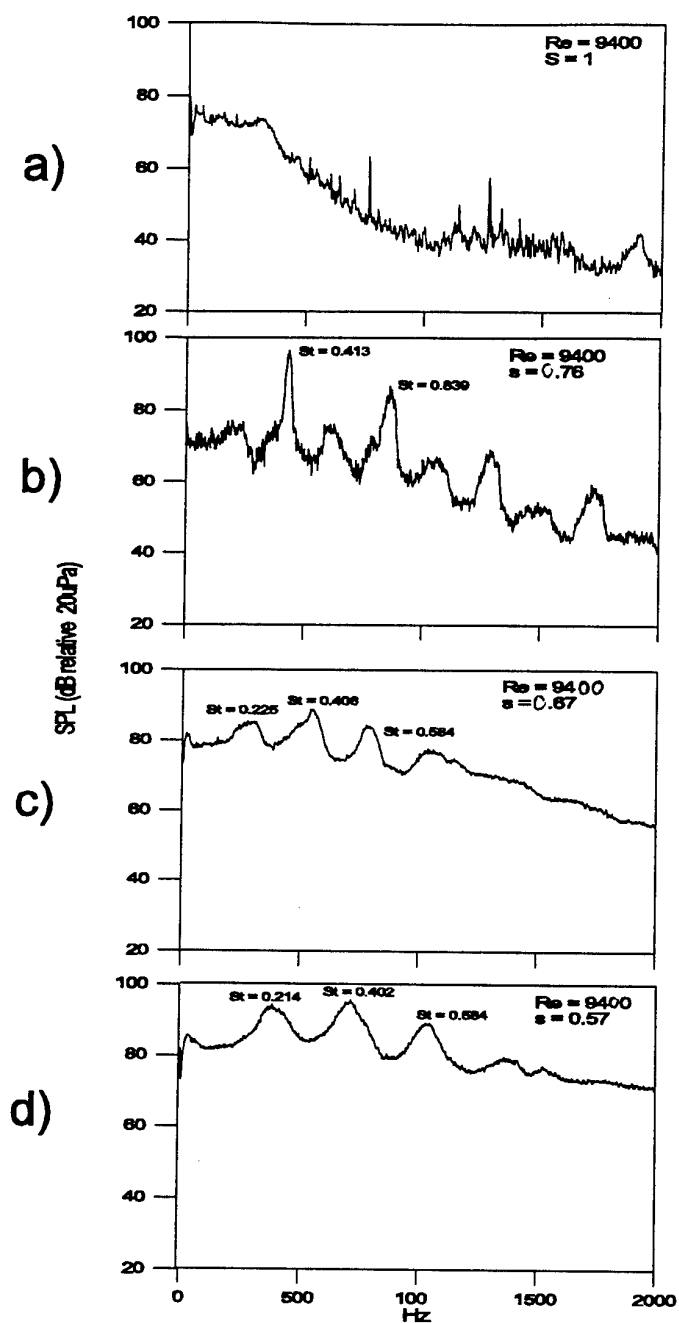 a)
100
80
60
40
20
Re = 9400
S = 1
b)
100
80
60
40
20
St = 0.413
St = 0.839
Re = 9400
s = 0.76
SPL (dB relative 20uPa)
c)
100
80
60
40
20
St = 0.225
St = 0.406
St = 0.584
Re = 9400
s = 0.67
d)
100
80
60
40
20
St = 0.214
St = 0.402
St = 0.584
Re = 9400
s = 0.57
0
500
100
1500
2000
Hz